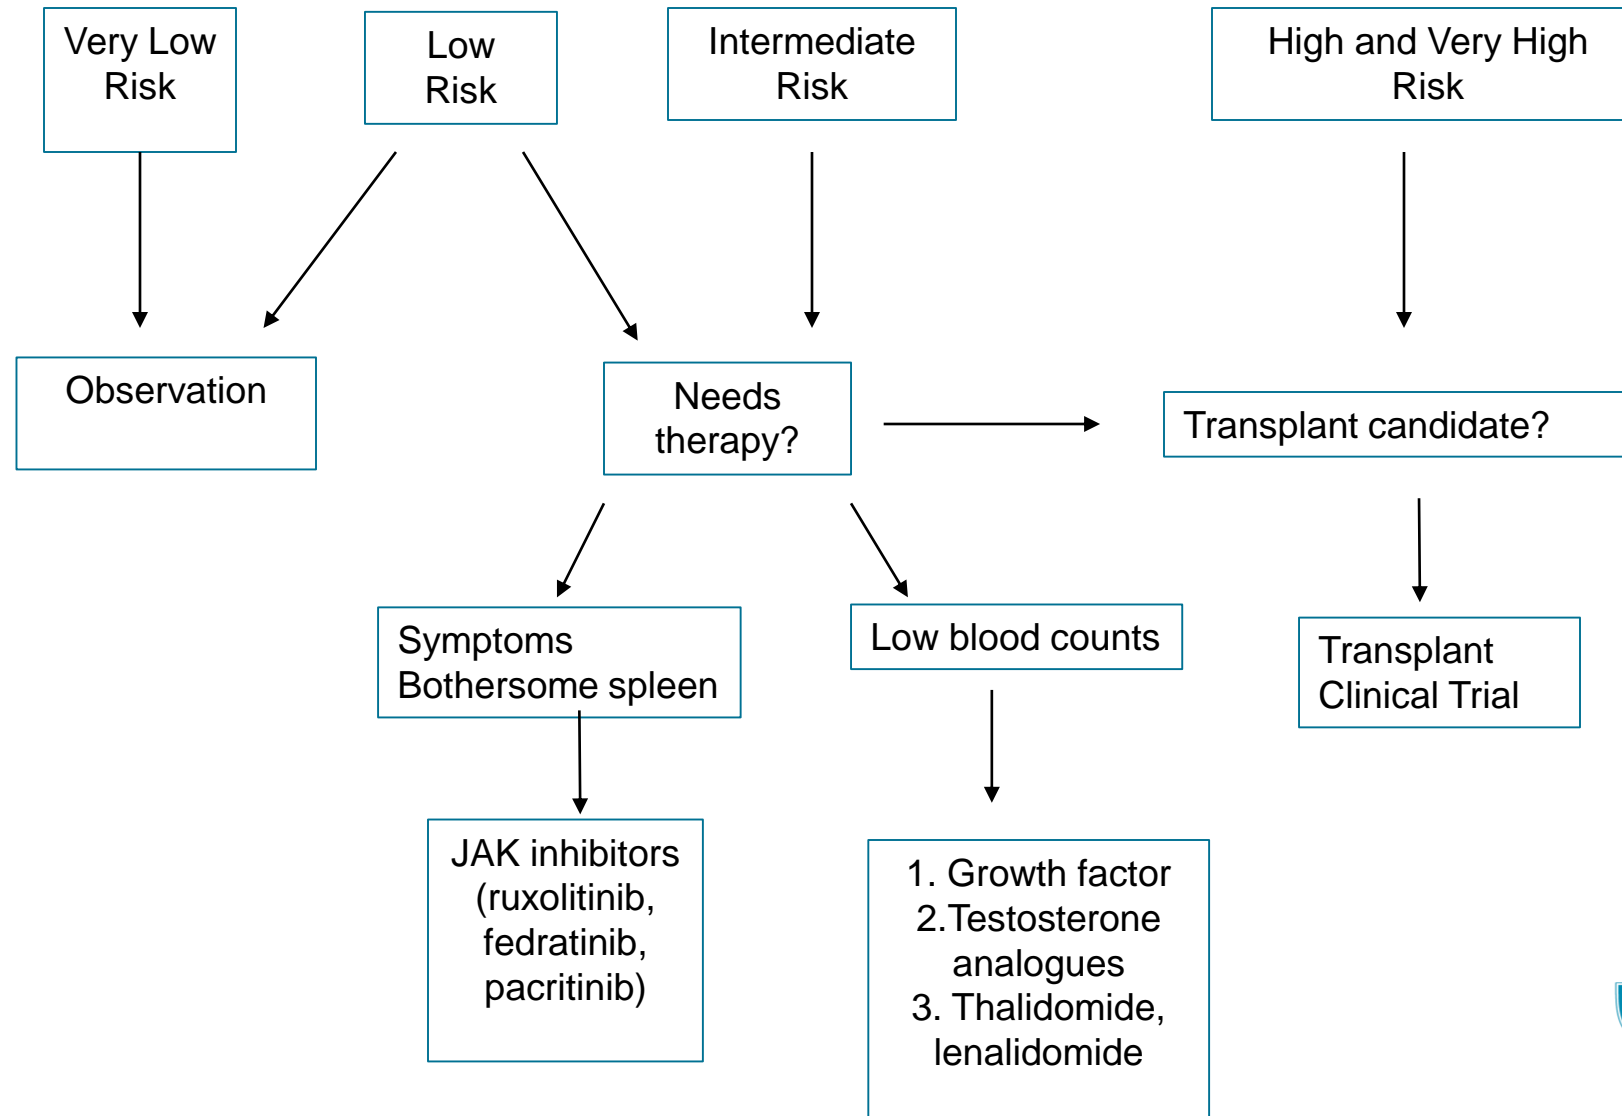 Very Low
Risk
Low
Risk
Intermediate
Risk
High and Very High
Risk
Observation
Needs
therapy?
Transplant candidate?
Symptoms
Bothersome spleen
Low blood counts
Transplant
Clinical Trial
JAK inhibitors
(ruxolitinib,
fedratinib,
pacritinib)
1. Growth factor
2.Testosterone
analogues
3. Thalidomide,
lenalidomide